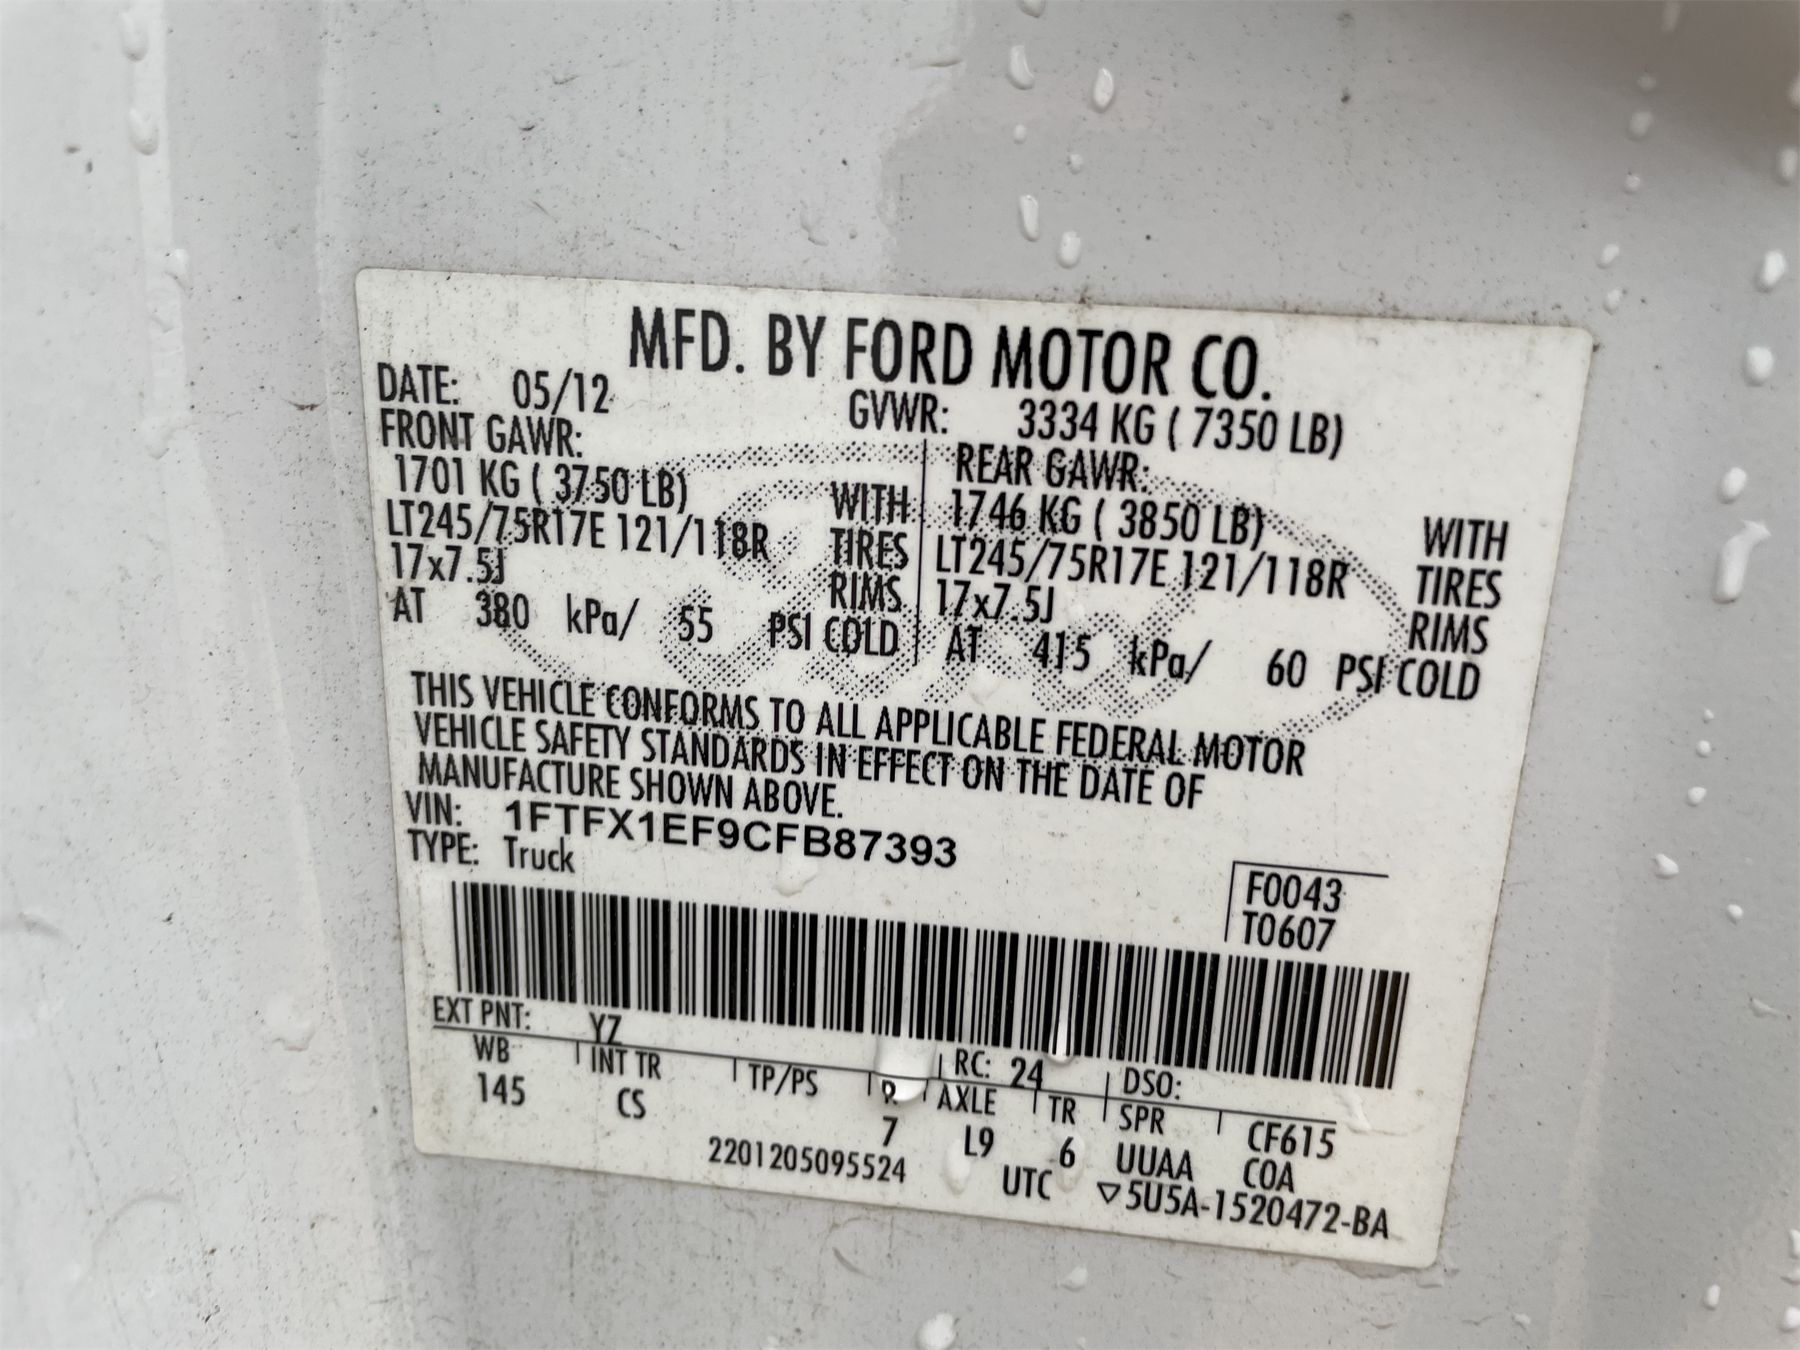 MFD. BY FORD MOTOR CO.
DATE: 05/12 GVWR: 3334 KG ( 7350 LB)
FRONT GAWR: REAR GAWR:
1701 KG ( 3750 LB) WITH 1746 KG ( 3850 LB) WITH
LT245/75R17E 121/118R TIRES LT245/75R17E 121/118R TIRES
17x7.5J RIMS 17x7.5J RIMS
AT 380 kPa/ 55 PSI COLD AT 415 kPa/ 60 PSI COLD
THIS VEHICLE CONFORMS TO ALL APPLICABLE FEDERAL MOTOR
VEHICLE SAFETY STANDARDS IN EFFECT ON THE DATE OF
MANUFACTURE SHOWN ABOVE.
VIN: 1FTFX1EF9CFB87393
TYPE: Truck
F0043
T0607
EXT PNT: YZ RC: 24 DSO:
WB INT TR TP/PS R AXLE TR SPR CF615
145 CS 7 L9 6 UUAA COA
2201205095524 UTC ▽5U5A-1520472-BA